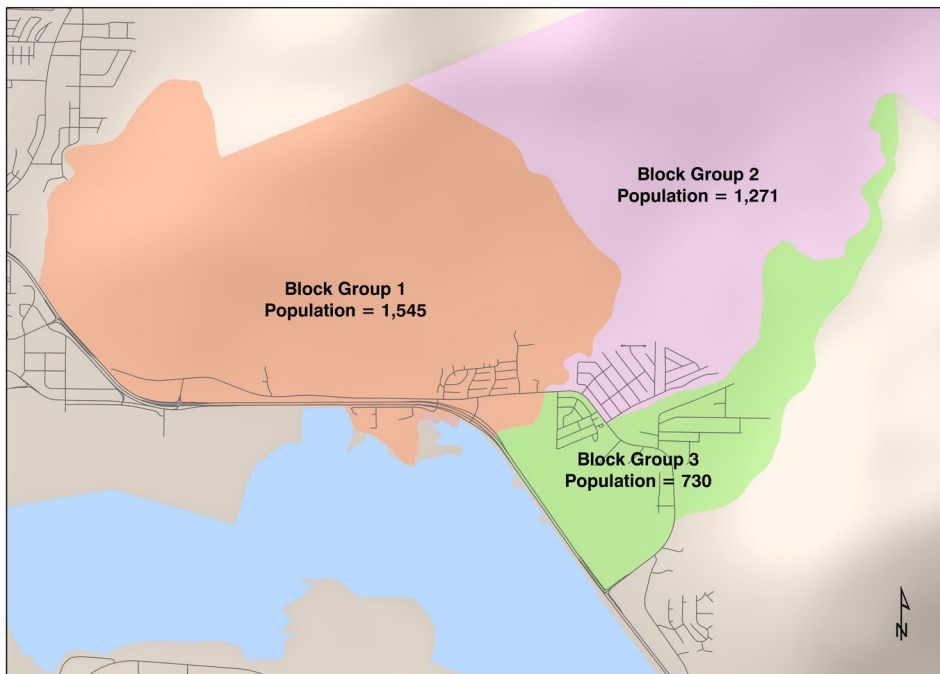 Block Group 2
Population = 1,271
Block Group 1
Population = 1,545
Block Group 3
Population = 730
N